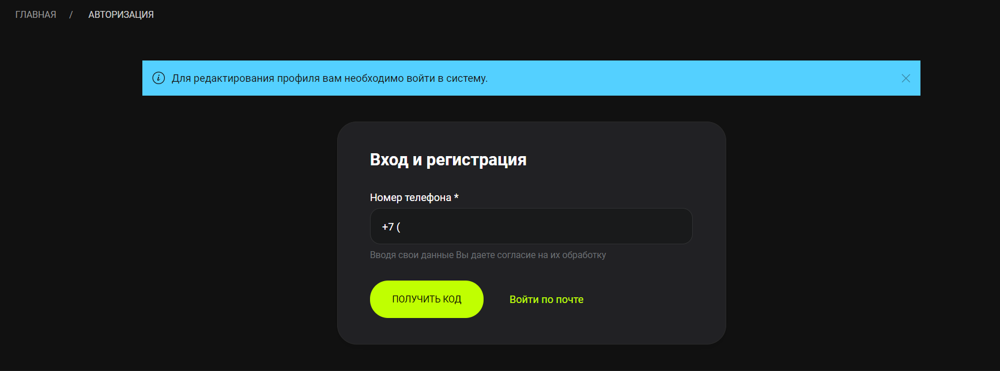 ГЛАВНАЯ / АВТОРИЗАЦИЯ
Для редактирования профиля вам необходимо войти в систему.
Вход и регистрация
Номер телефона *
+7 (
Вводя свои данные Вы даете согласие на их обработку
ПОЛУЧИТЬ КОД Войти по почте